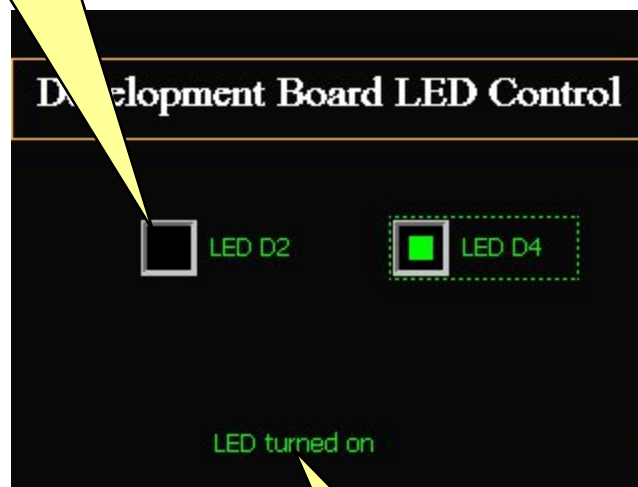 Development Board LED Control
LED D2
LED D4
LED turned on